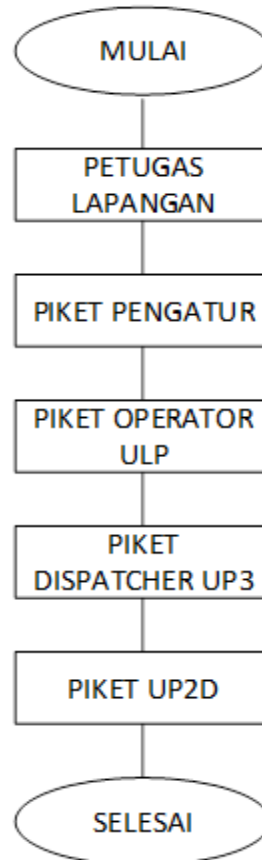 MULAI
PETUGAS
LAPANGAN
PIKET PENGATUR
PIKET OPERATOR
ULP
PIKET
DISPATCHER UP3
PIKET UP2D
SELESAI